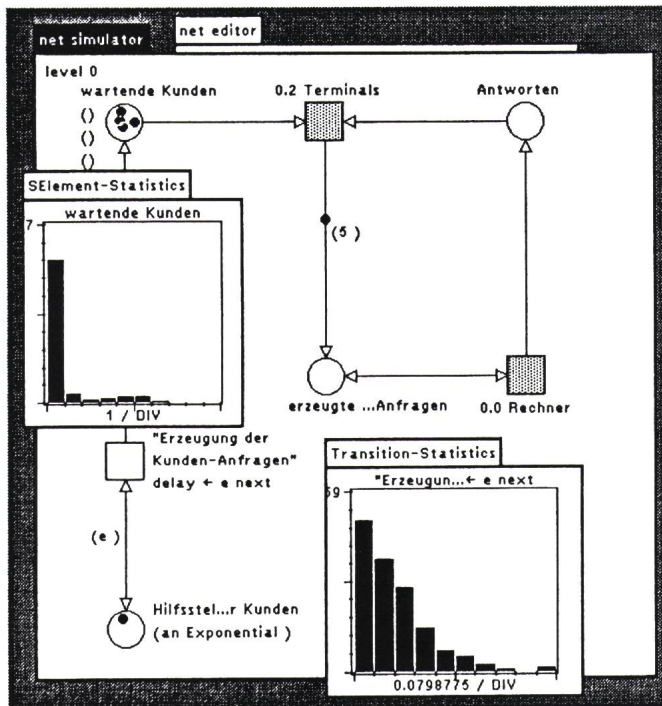 net simulator
net editor
level 0
wartende Kunden
0.2 Terminals
Antworten
()
()
()
SElement-Statistics
wartende Kunden
7
1 / DIV
(5 )
erzeugte ...Anfragen
0.0 Rechner
"Erzeugung der
Kunden-Anfragen"
delay ← e next
(e )
Hilfsstel...r Kunden
(an Exponential )
Transition-Statistics
"Erzeugun...← e next
59
0.0798775 / DIV